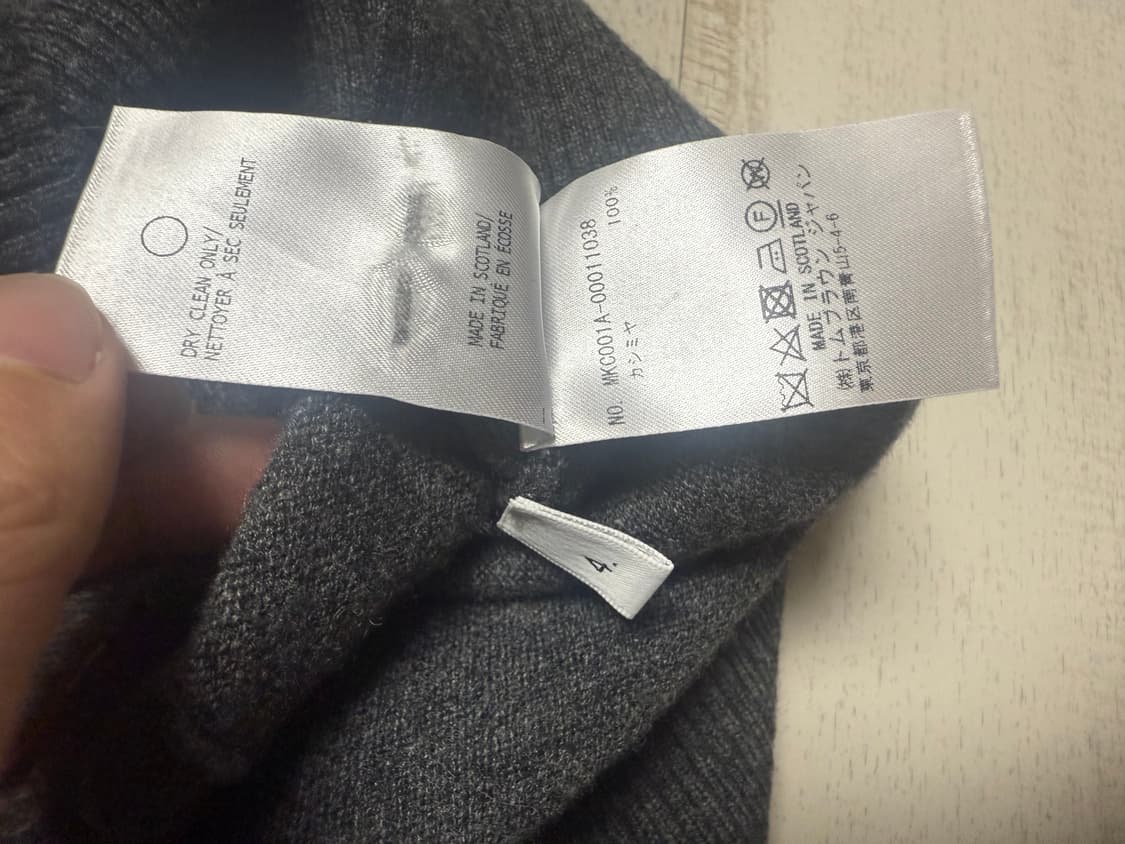 DRY CLEAN ONLY/
NETTOYER À SEC SEULEMENT
MADE IN SCOTLAND/
FABRIQUÉ EN ÉCOSSE
NO. MKC001A-00011038
カシミヤ 100%
F
MADE IN SCOTLAND
(株)トム ブラウン ジャパン
東京都港区南青山5-4-6
4.